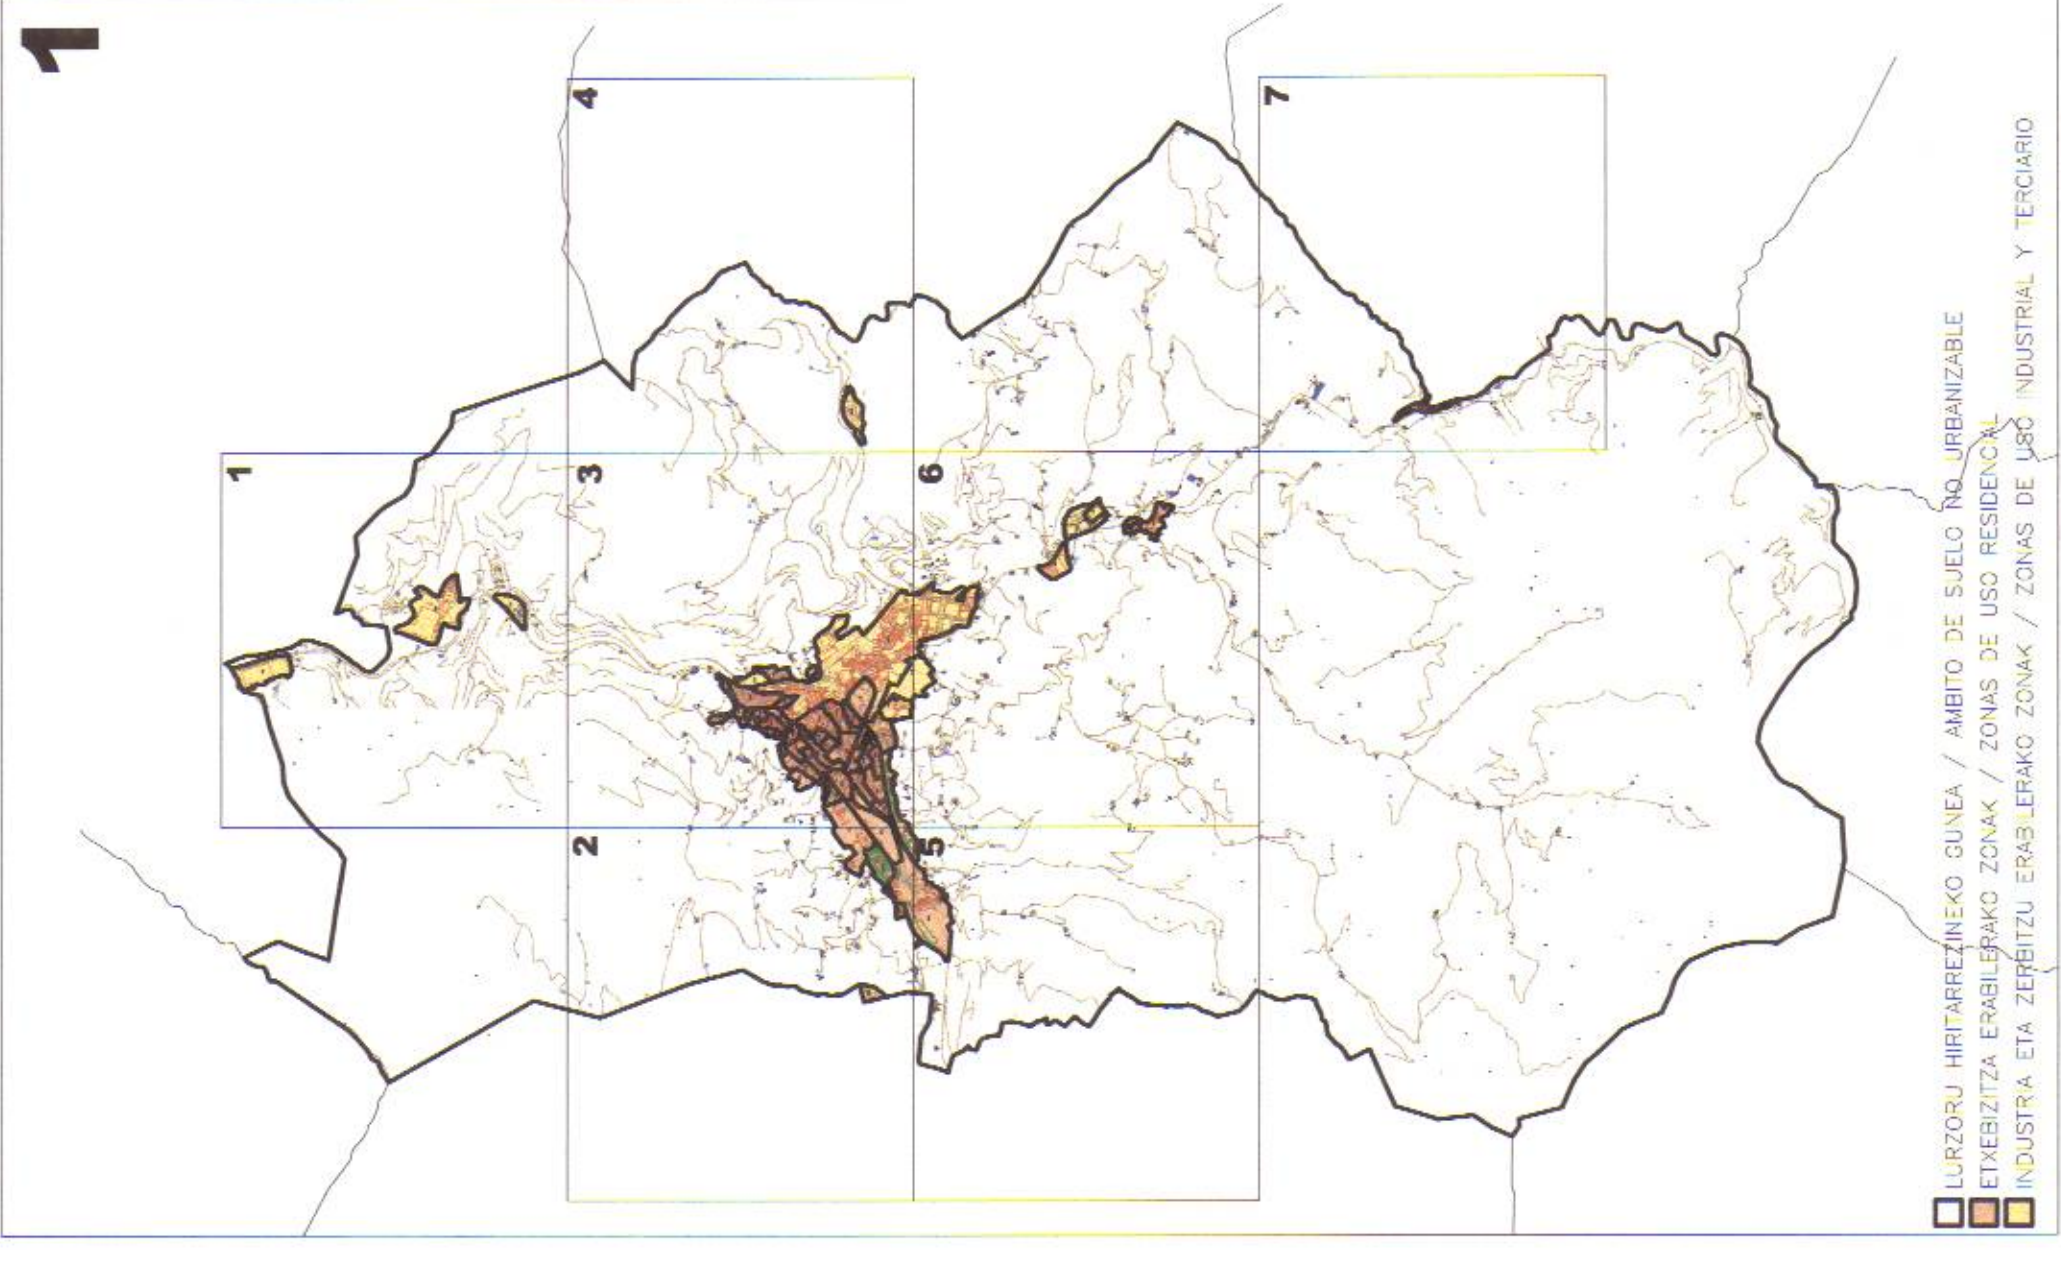 1
4
7
1
3
6
2
5
LURZORU HIRITARREZINEKO GUNEA / AMBITO DE SUELO NO URBANIZABLE
ETXEBIZITZA ERABILERAKO ZONAK / ZONAS DE USO RESIDENCIAL
INDUSTRIA ETA ZERBITZU ERABILERAKO ZONAK / ZONAS DE USO INDUSTRIAL Y TERCIARIO